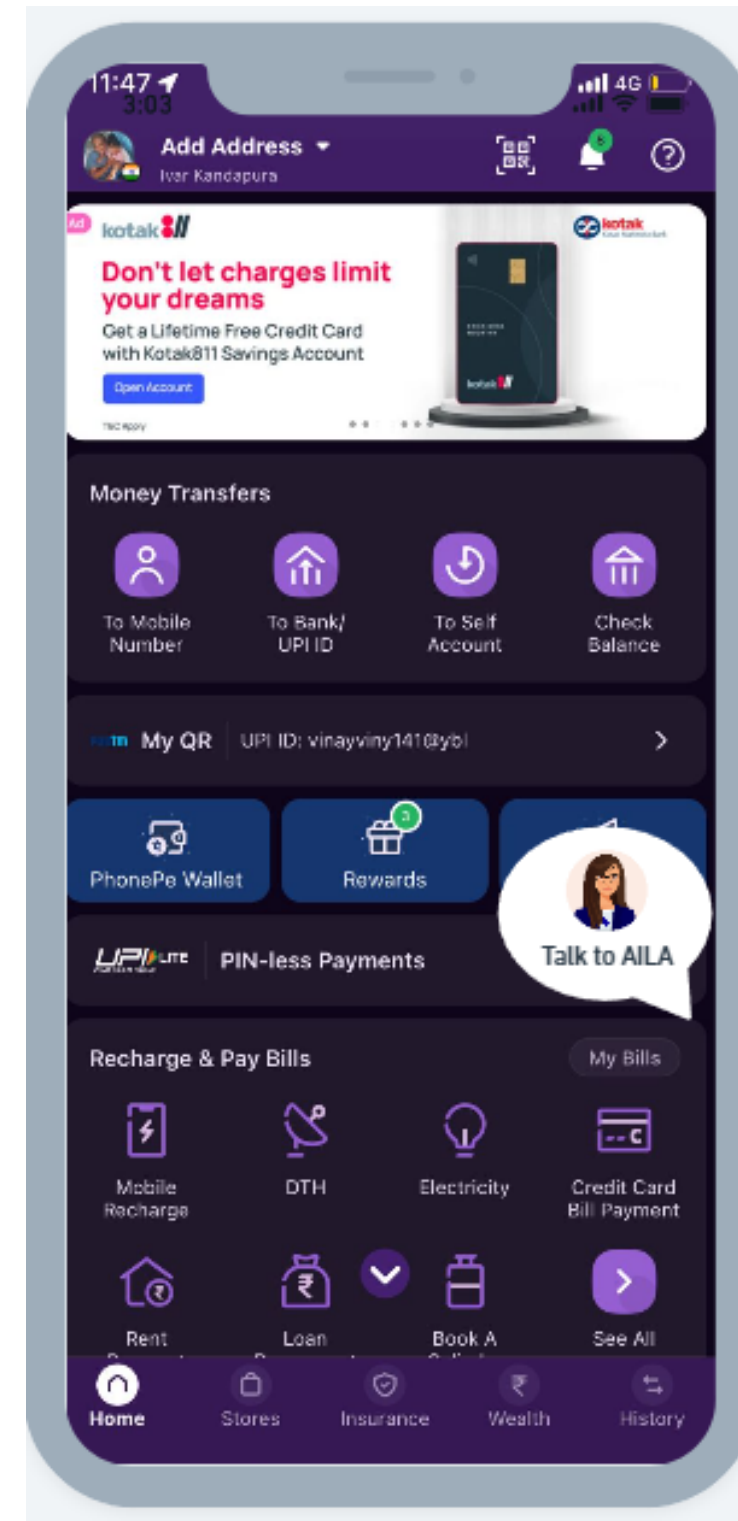 11:47
3:03
4G
Add Address
Ivar Kandapura
Ad
kotak 811
kotak
Don't let charges limit
your dreams
Get a Lifetime Free Credit Card
with Kotak811 Savings Account
Open Account
T&C Apply
kotak 811
Money Transfers
To Mobile
Number
To Bank/
UPI ID
To Self
Account
Check
Balance
My QR
UPI ID: vinayviny141@ybl
3
PhonePe Wallet
Rewards
Talk to AILA
UPI LITE
PIN-less Payments
Recharge & Pay Bills
My Bills
Mobile
Recharge
DTH
Electricity
Credit Card
Bill Payment
Rent
Loan
Book A
See All
Home
Stores
Insurance
Wealth
History